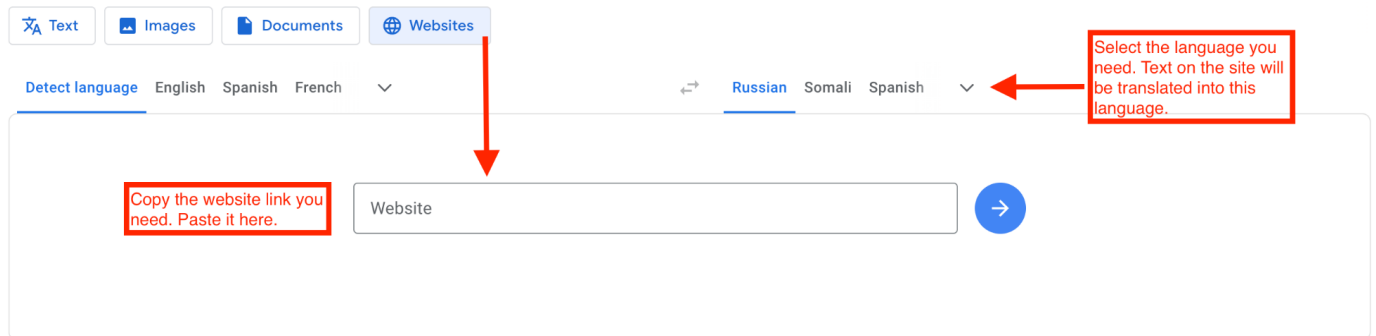 Text
Images
Documents
Websites
Select the language you
need. Text on the site will
be translated into this
language.
Detect language
English
Spanish
French
Russian
Somali
Spanish
Copy the website link you
need. Paste it here.
Website